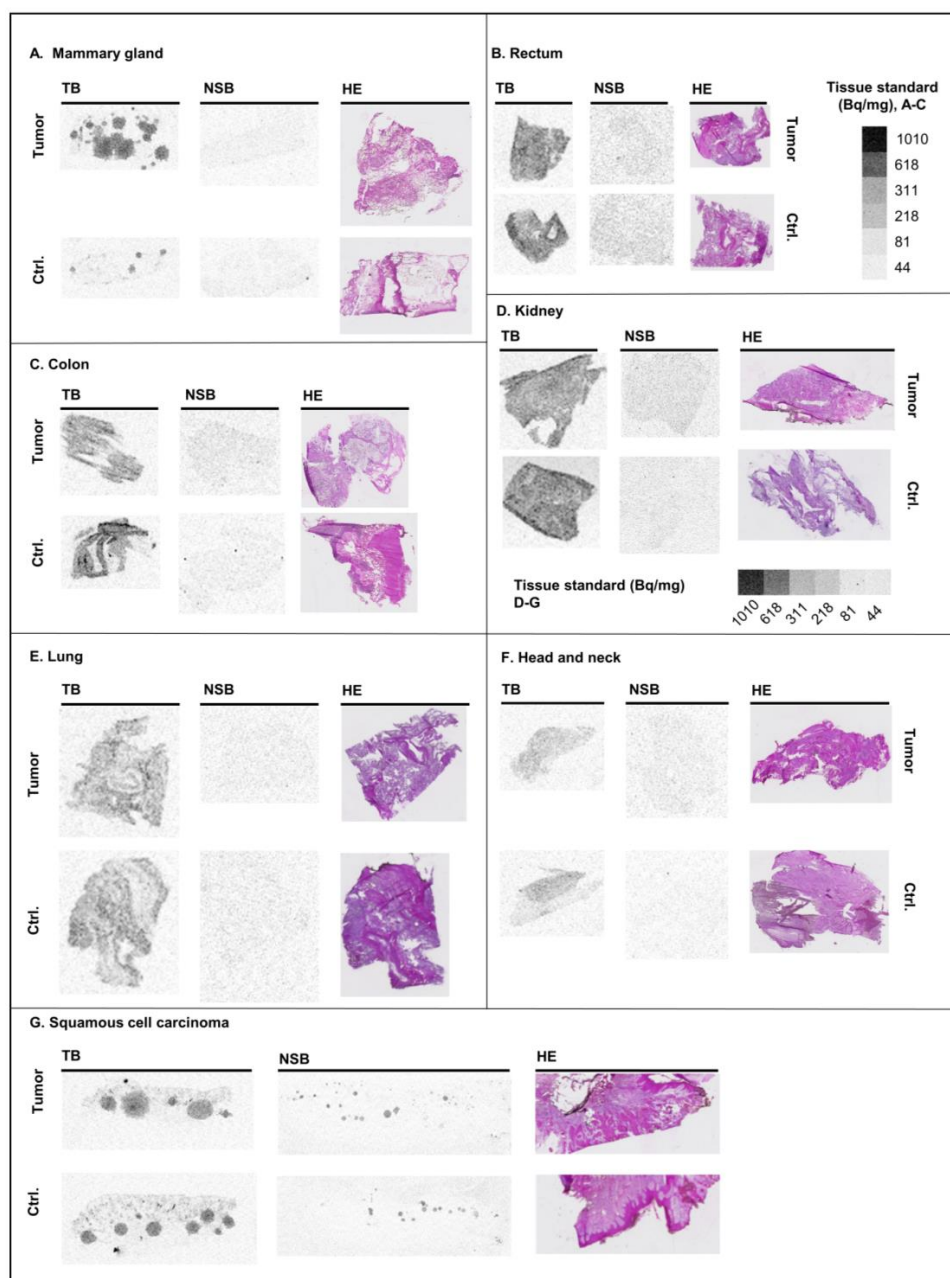 A. Mammary gland
TB NSB HE
Tumor
Ctrl.
B. Rectum
TB NSB HE
Tumor
Ctrl.
Tissue standard
(Bq/mg), A-C
1010
618
311
218
81
44
C. Colon
TB NSB HE
Tumor
Ctrl.
D. Kidney
TB NSB HE
Tumor
Ctrl.
Tissue standard (Bq/mg)
D-G
1010 618 311 218 81 44
E. Lung
TB NSB HE
Tumor
Ctrl.
F. Head and neck
TB NSB HE
Tumor
Ctrl.
G. Squamous cell carcinoma
TB NSB HE
Tumor
Ctrl.